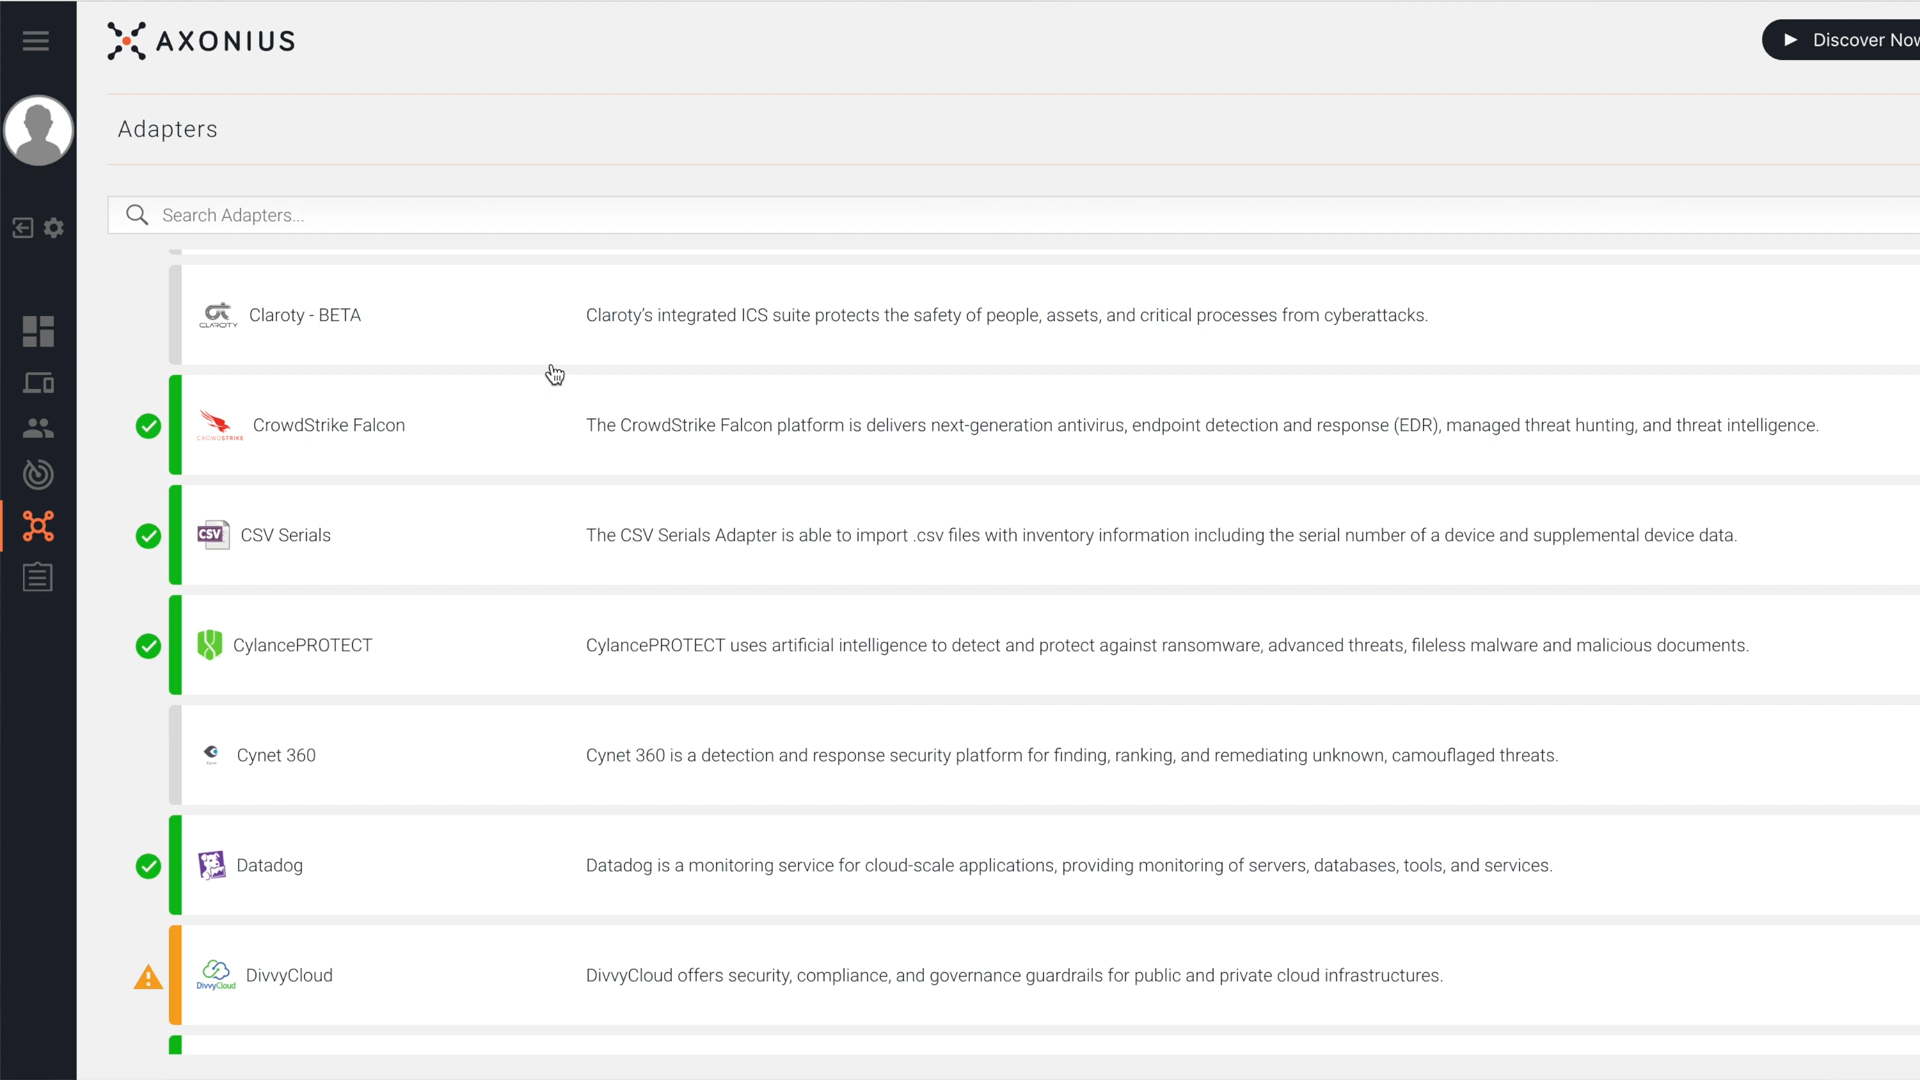 AXONIUS
Discover Now
Adapters
Search Adapters...
CLAROTY
Claroty - BETA
Claroty's integrated ICS suite protects the safety of people, assets, and critical processes from cyberattacks.
CROWDSTRIKE
CrowdStrike Falcon
The CrowdStrike Falcon platform is delivers next-generation antivirus, endpoint detection and response (EDR), managed threat hunting, and threat intelligence.
CSV
CSV Serials
The CSV Serials Adapter is able to import .csv files with inventory information including the serial number of a device and supplemental device data.
CylancePROTECT
CylancePROTECT uses artificial intelligence to detect and protect against ransomware, advanced threats, fileless malware and malicious documents.
Cynet 360
Cynet 360 is a detection and response security platform for finding, ranking, and remediating unknown, camouflaged threats.
Datadog
Datadog is a monitoring service for cloud-scale applications, providing monitoring of servers, databases, tools, and services.
DivvyCloud
DivvyCloud
DivvyCloud offers security, compliance, and governance guardrails for public and private cloud infrastructures.